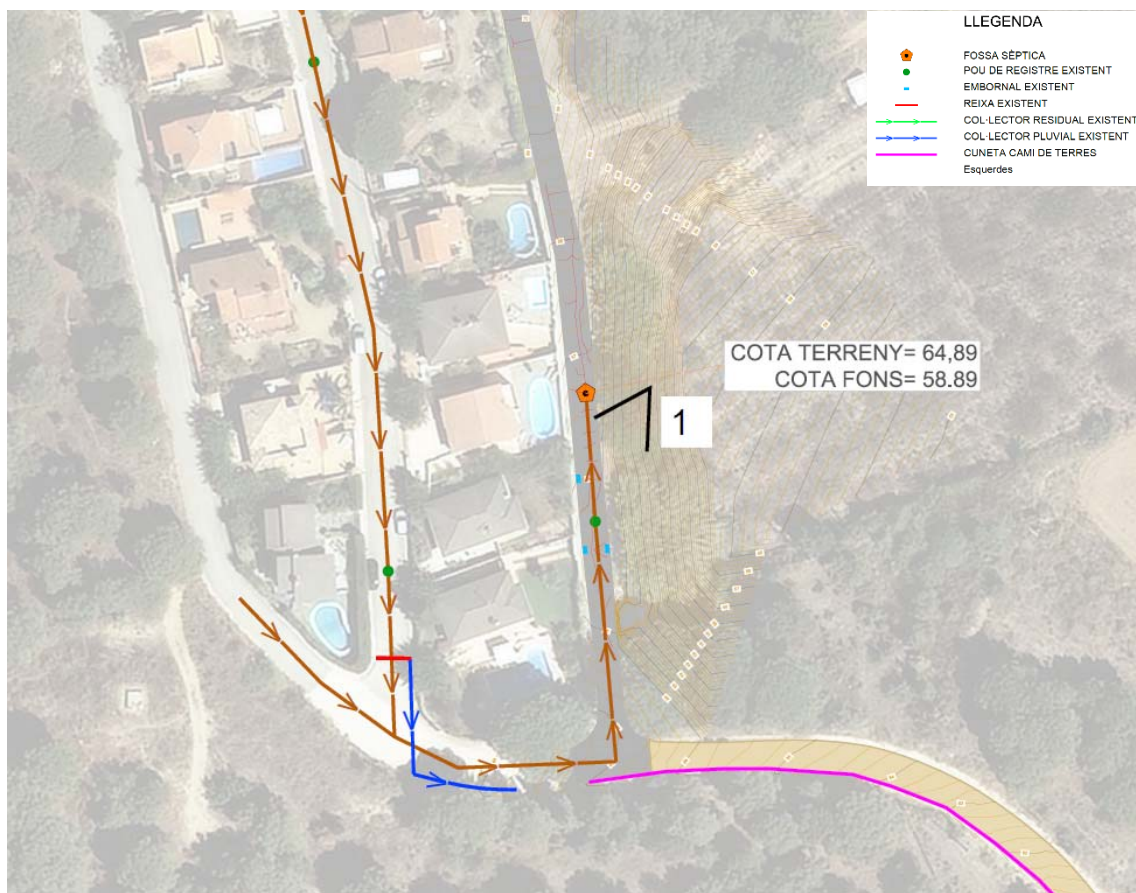 LLEGENDA
FOSSA SÈPTICA
POU DE REGISTRE EXISTENT
EMBORNAL EXISTENT
REIXA EXISTENT
COL·LECTOR RESIDUAL EXISTENT
COL·LECTOR PLUVIAL EXISTENT
CUNETA CAMI DE TERRES
Esquerdes
COTA TERRENY= 64,89
COTA FONS= 58.89
1